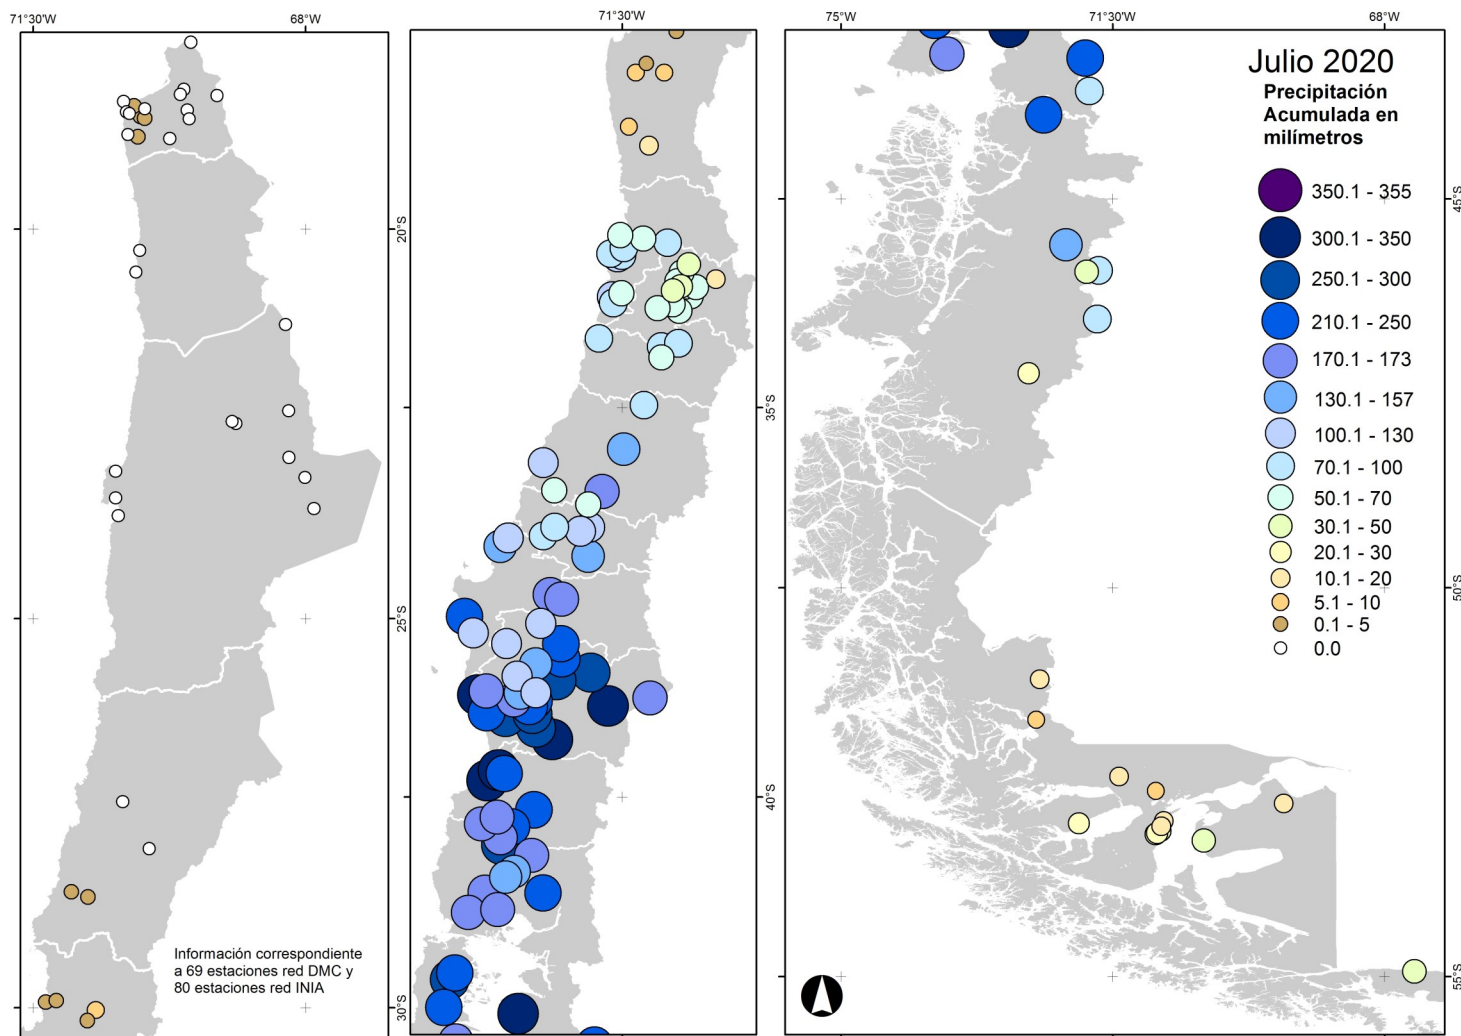 71°30'W
68°W
71°30'W
75°W
71°30'W
68°W
Julio 2020
Precipitación
Acumulada en
milímetros
350.1 - 355
300.1 - 350
250.1 - 300
210.1 - 250
170.1 - 173
130.1 - 157
100.1 - 130
70.1 - 100
50.1 - 70
30.1 - 50
20.1 - 30
10.1 - 20
5.1 - 10
0.1 - 5
0.0
20°S
25°S
30°S
35°S
40°S
45°S
50°S
55°S
Información correspondiente
a 69 estaciones red DMC y
80 estaciones red INIA